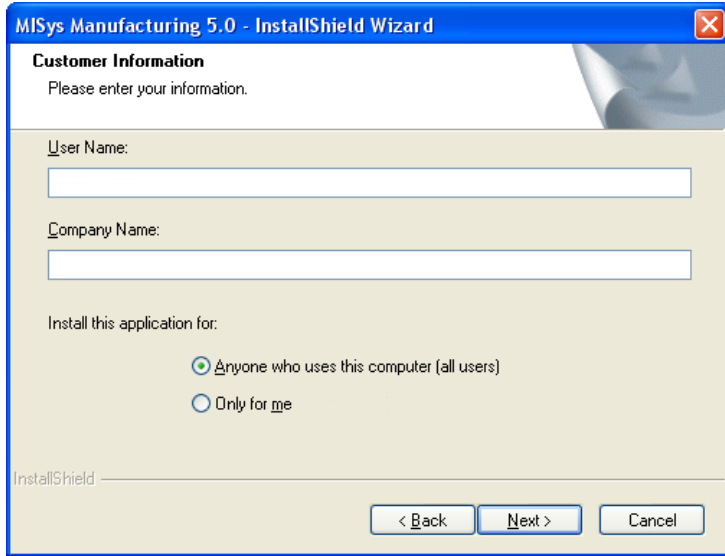 MISys Manufacturing 5.0 - InstallShield Wizard
Customer Information
Please enter your information.
User Name:
Company Name:
Install this application for:
Anyone who uses this computer (all users)
Only for me
InstallShield
< Back
Next >
Cancel